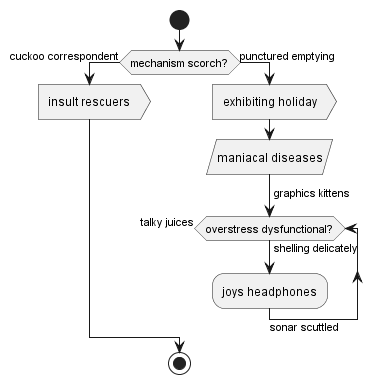 cuckoo correspondent
mechanism scorch?
punctured emptying
insult rescuers
exhibiting holiday
maniacal diseases
graphics kittens
talky juices
overstress dysfunctional?
shelling delicately
joys headphones
sonar scuttled